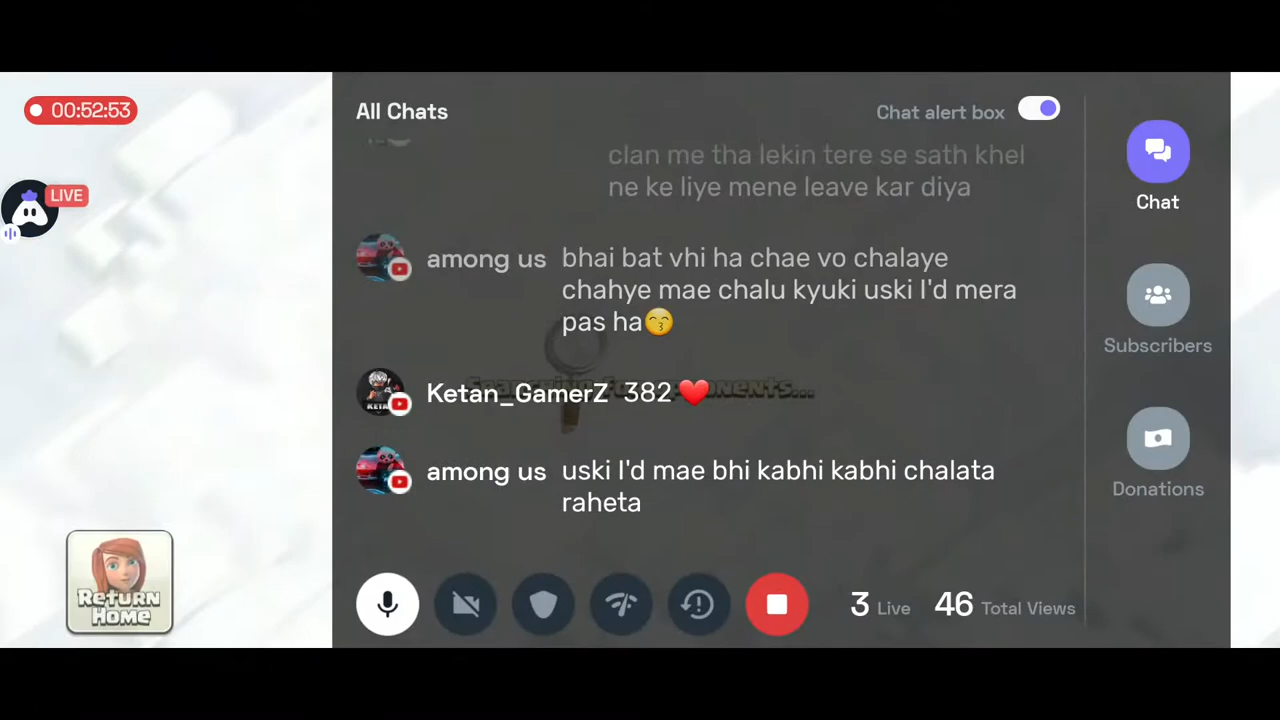 00:52:53
All Chats
Chat alert box
LIVE
clan me tha lekin tere se sath khel
ne ke liye mene leave kar diya
Chat
among us bhai bat vhi ha chae vo chalaye
chahye mae chalu kyuki uski I'd mera
pas ha😙
Subscribers
Searching for opponents...
Ketan_GamerZ 382❤️
among us uski I'd mae bhi kabhi kabhi chalata
raheta
Donations
Return
Home
3 Live 46 Total Views